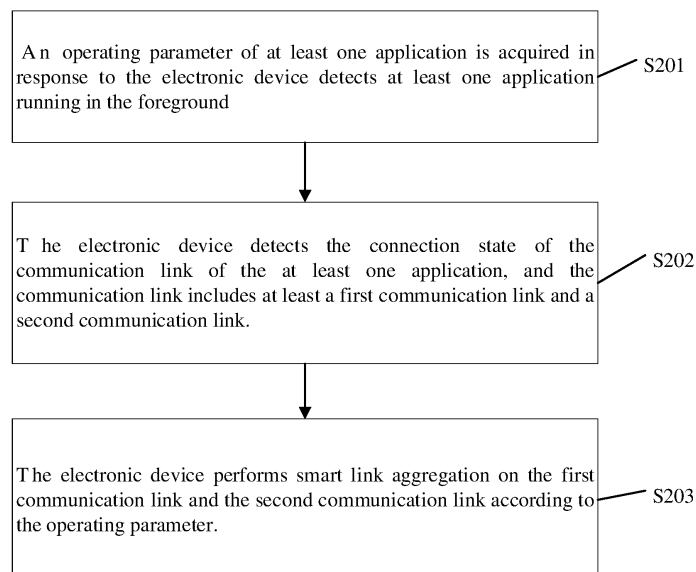 An operating parameter of at least one application is acquired in
response to the electronic device detects at least one application
running in the foreground
S201
T he electronic device detects the connection state of the
communication link of the at least one application, and the
communication link includes at least a first communication link and a
second communication link.
S202
The electronic device performs smart link aggregation on the first
communication link and the second communication link according to
the operating parameter.
S203